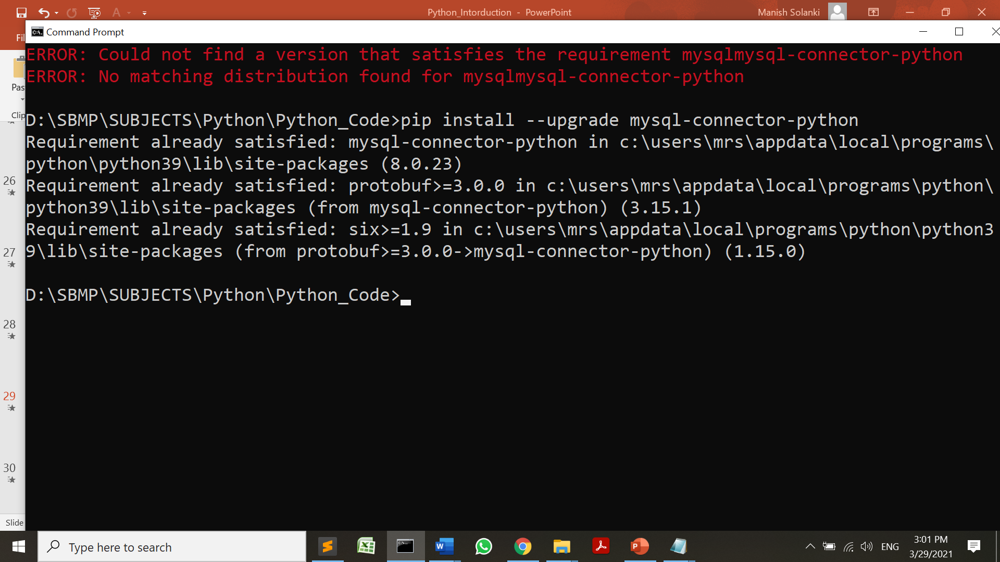 Python_Intorduction - PowerPoint
Manish Solanki
Fil
Command Prompt
Pas
Clip
ERROR: Could not find a version that satisfies the requirement mysqlmysql-connector-python
ERROR: No matching distribution found for mysqlmysql-connector-python
D:\SBMP\SUBJECTS\Python\Python_Code>pip install --upgrade mysql-connector-python
Requirement already satisfied: mysql-connector-python in c:\users\mrs\appdata\local\programs\
python\python39\lib\site-packages (8.0.23)
Requirement already satisfied: protobuf>=3.0.0 in c:\users\mrs\appdata\local\programs\python\
python39\lib\site-packages (from mysql-connector-python) (3.15.1)
Requirement already satisfied: six>=1.9 in c:\users\mrs\appdata\local\programs\python\python3
9\lib\site-packages (from protobuf>=3.0.0->mysql-connector-python) (1.15.0)
D:\SBMP\SUBJECTS\Python\Python_Code>
26
27
28
29
30
Slide
Type here to search
ENG
3:01 PM
3/29/2021